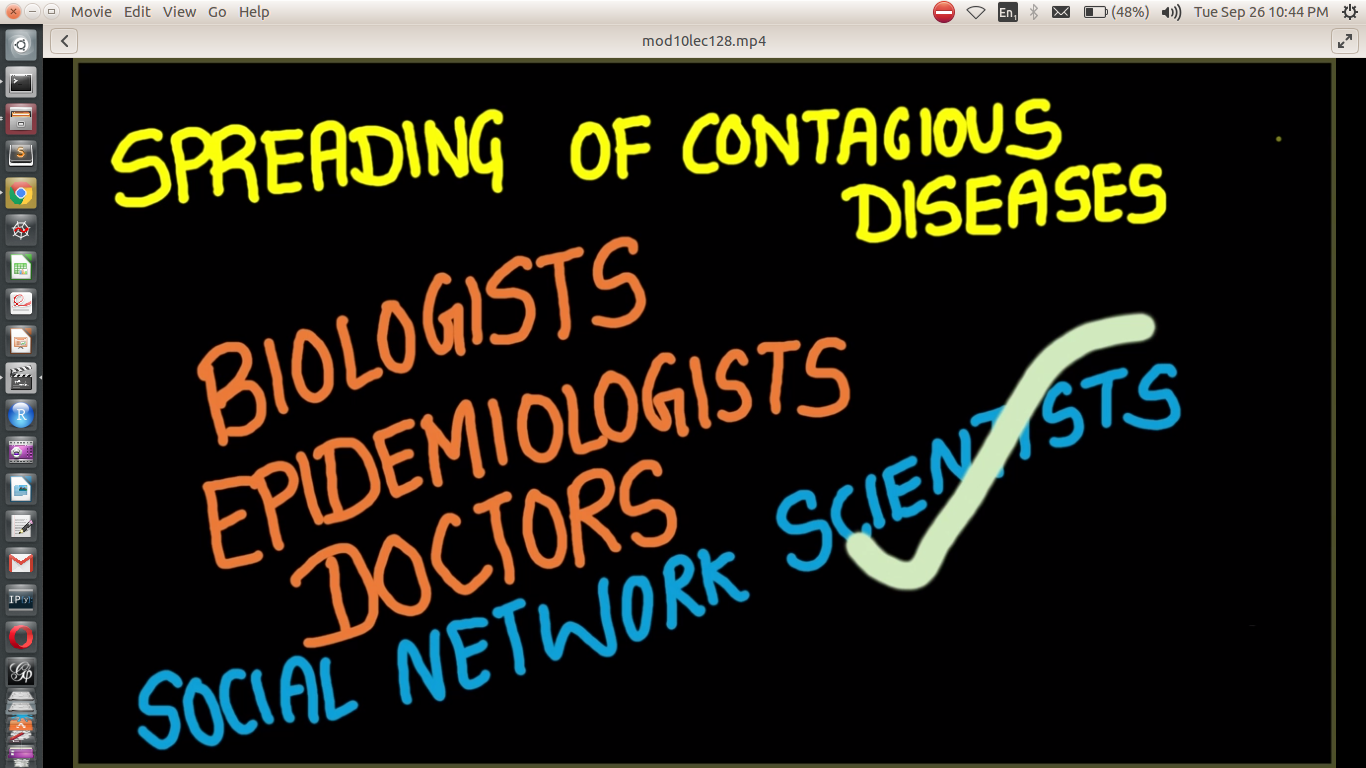 Movie Edit View Go Help En1 (48%) Tue Sep 26 10:44 PM
mod10lec128.mp4
SPREADING OF CONTAGIOUS
DISEASES
BIOLOGISTS
EPIDEMIOLOGISTS
DOCTORS
SOCIAL NETWORK SCIENTISTS